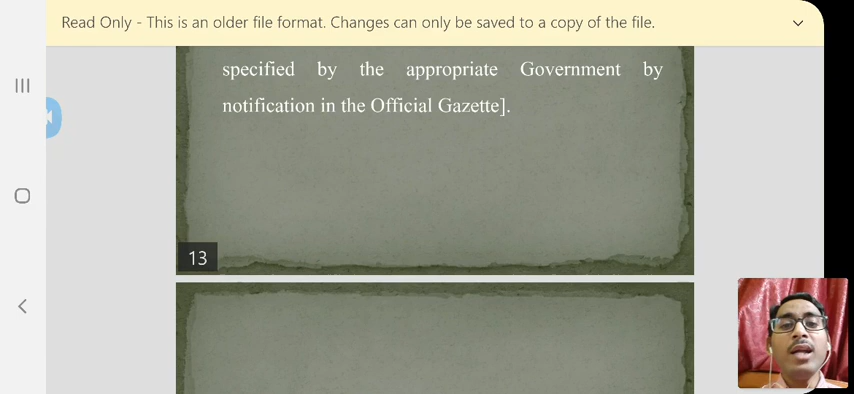 Read Only - This is an older file format. Changes can only be saved to a copy of the file.
specified by the appropriate Government by
notification in the Official Gazette].
13